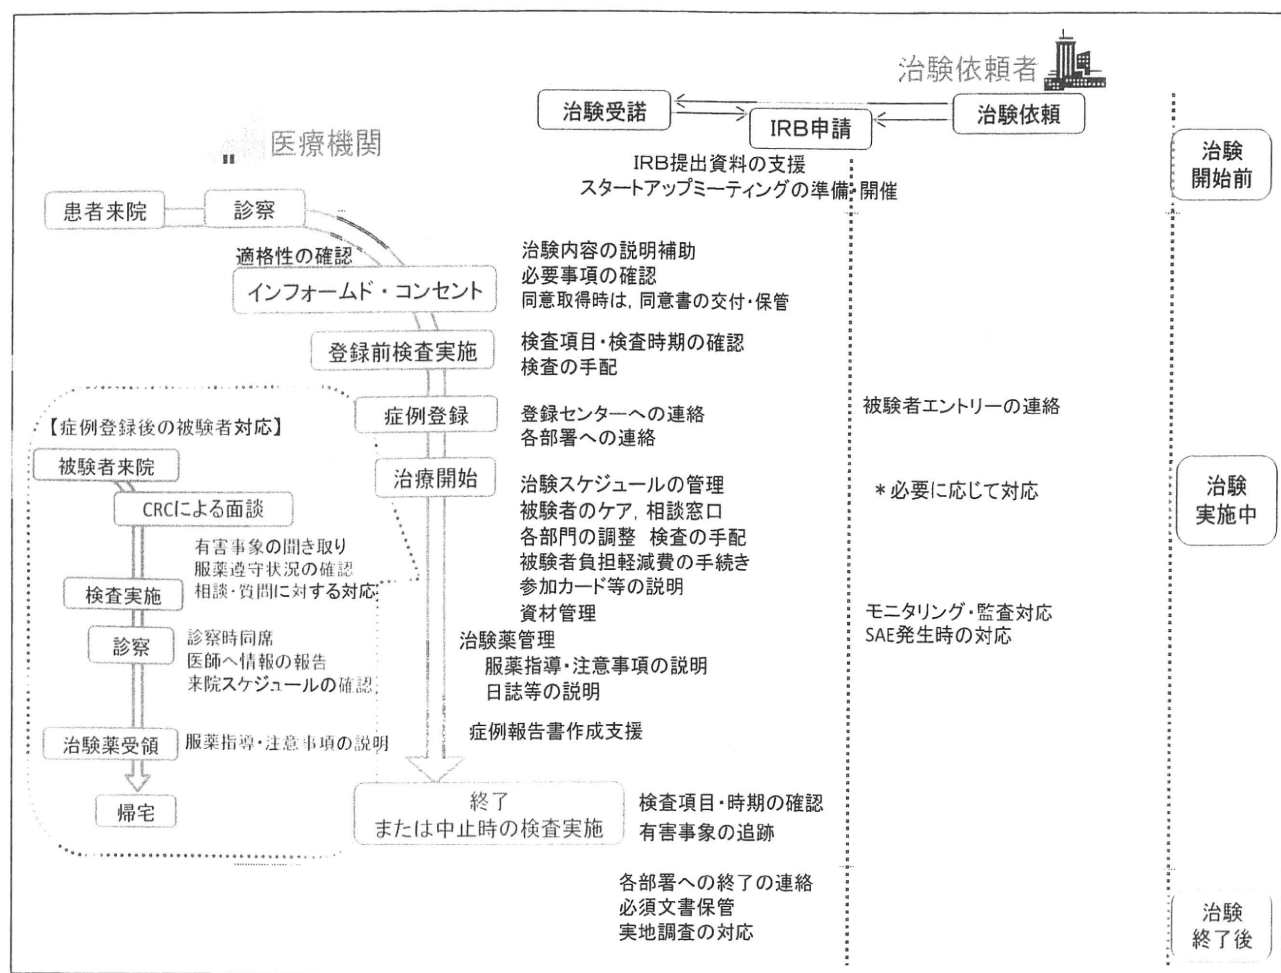 治験依頼者
治験受諾
IRB申請
治験依頼
医療機関
治験
開始前
IRB提出資料の支援
スタートアップミーティングの準備・開催
患者来院
診察
適格性の確認
インフォームド・コンセント
治験内容の説明補助
必要事項の確認
同意取得時は，同意書の交付・保管
登録前検査実施
検査項目・検査時期の確認
検査の手配
症例登録
登録センターへの連絡
各部署への連絡
被験者エントリーの連絡
【症例登録後の被験者対応】
被験者来院
CRCによる面談
有害事象の聞き取り
服薬遵守状況の確認
相談・質問に対する対応
検査実施
診察
診察時同席
医師へ情報の報告
来院スケジュールの確認
治験薬受領
服薬指導・注意事項の説明
帰宅
治療開始
治験スケジュールの管理
被験者のケア，相談窓口
各部門の調整 検査の手配
被験者負担軽減費の手続き
参加カード等の説明
資材管理
＊必要に応じて対応
治験
実施中
モニタリング・監査対応
SAE発生時の対応
治験薬管理
服薬指導・注意事項の説明
日誌等の説明
症例報告書作成支援
終了
または中止時の検査実施
検査項目・時期の確認
有害事象の追跡
各部署への終了の連絡
必須文書保管
実地調査の対応
治験
終了後